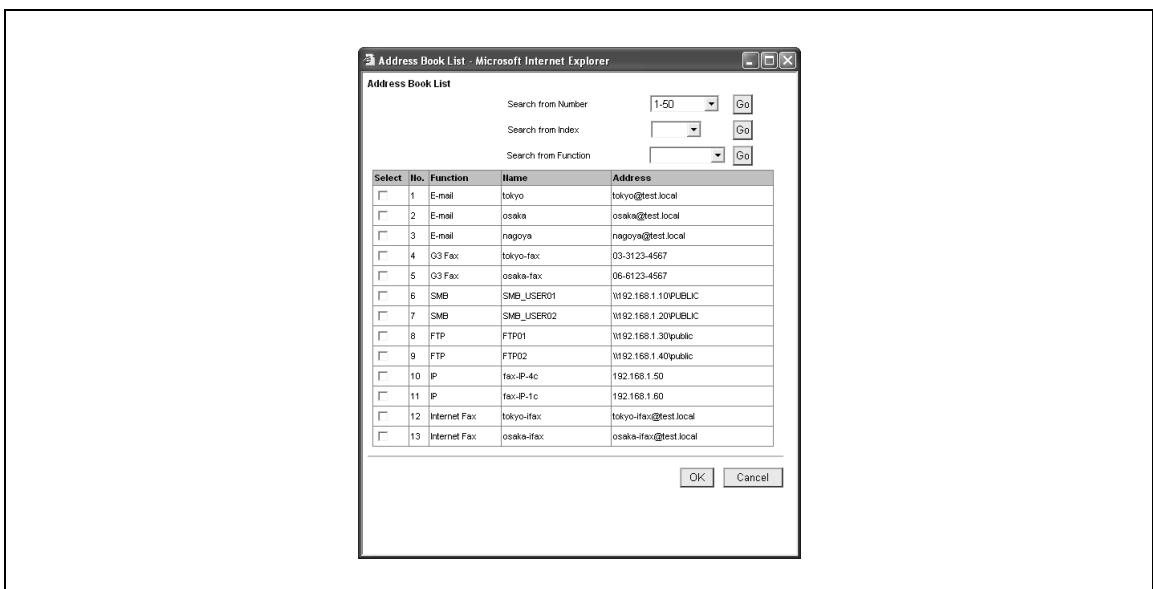 Address Book List - Microsoft Internet Explorer
Address Book List
Search from Number 1-50 Go
Search from Index Go
Search from Function Go
Select No. Function Name Address
1 E-mail tokyo tokyo@test.local
2 E-mail osaka osaka@test.local
3 E-mail nagoya nagoya@test.local
4 G3 Fax tokyo-fax 03-3123-4567
5 G3 Fax osaka-fax 06-6123-4567
6 SMB SMB_USER01 \\192.168.1.10\PUBLIC
7 SMB SMB_USER02 \\192.168.1.20\PUBLIC
8 FTP FTP01 \\192.168.1.30\public
9 FTP FTP02 \\192.168.1.40\public
10 IP fax-IP-4c 192.168.1.50
11 IP fax-IP-1c 192.168.1.60
12 Internet Fax tokyo-ifax tokyo-ifax@test.local
13 Internet Fax osaka-ifax osaka-ifax@test.local
OK Cancel